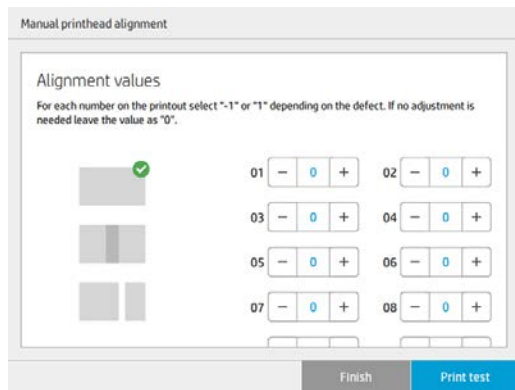 Manual printhead alignment
Alignment values
For each number on the printout select "-1" or "1" depending on the defect. If no adjustment is
needed leave the value as "0".
01 − 0 + 02 − 0 +
03 − 0 + 04 − 0 +
05 − 0 + 06 − 0 +
07 − 0 + 08 − 0 +
Finish Print test